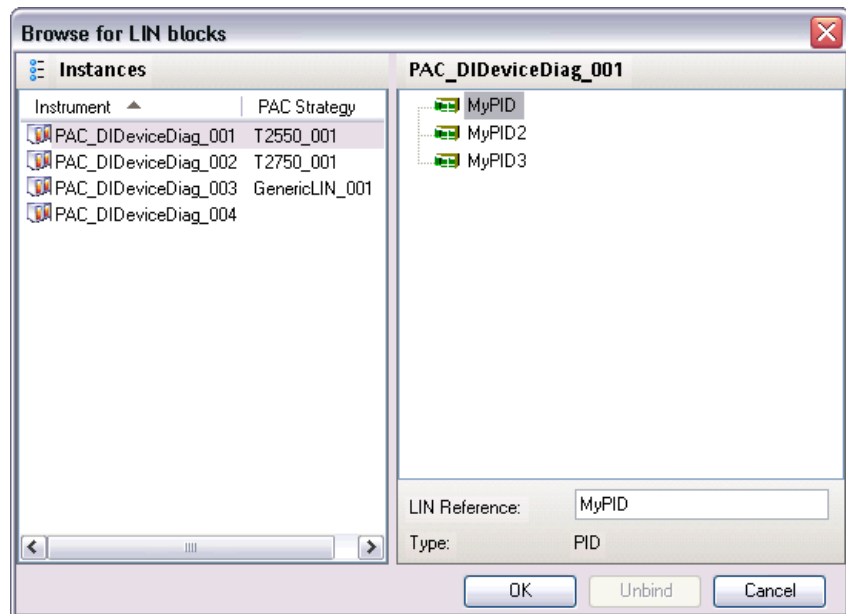 Browse for LIN blocks
Instances
Instrument PAC Strategy
PAC_DIDeviceDiag_001 T2550_001
PAC_DIDeviceDiag_002 T2750_001
PAC_DIDeviceDiag_003 GenericLIN_001
PAC_DIDeviceDiag_004
PAC_DIDeviceDiag_001
MyPID
MyPID2
MyPID3
LIN Reference: MyPID
Type: PID
OK Unbind Cancel